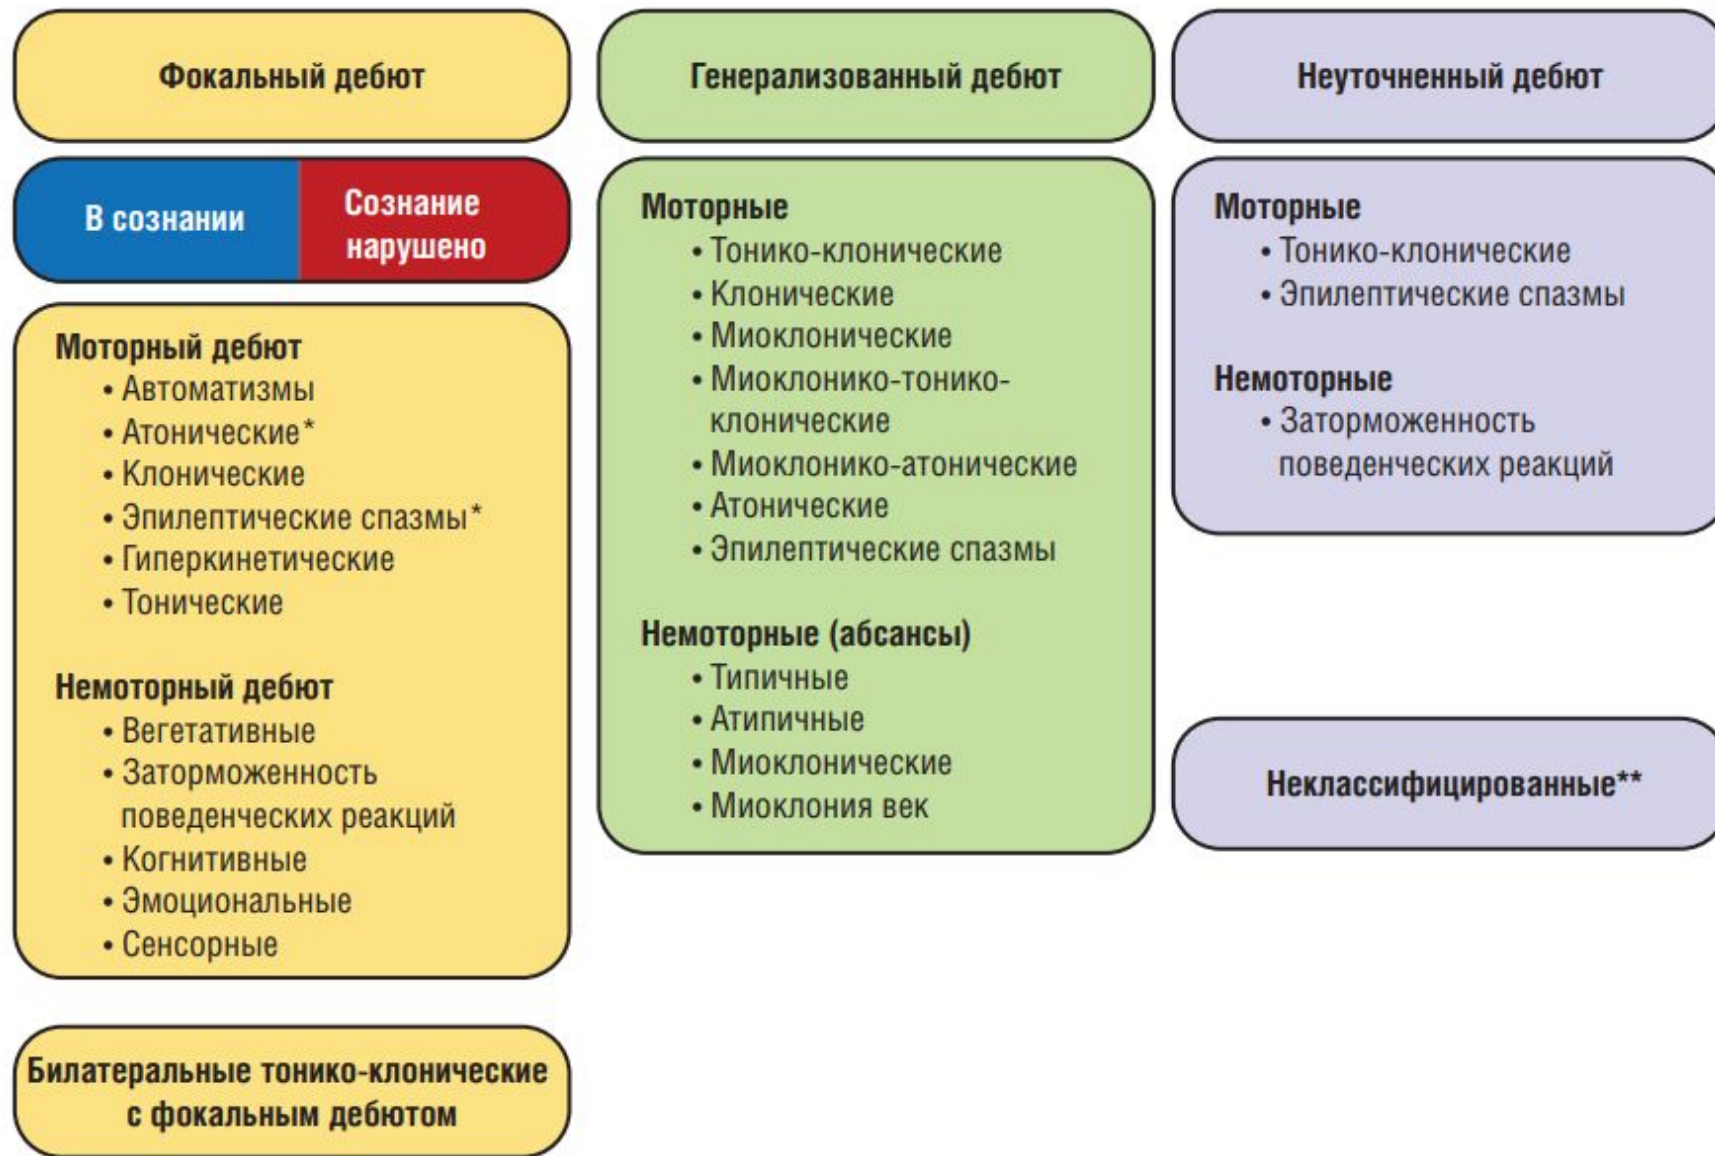 Фокальный дебют
В сознании
Сознание
нарушено
Моторный дебют
• Автоматизмы
• Атонические*
• Клонические
• Эпилептические спазмы*
• Гиперкинетические
• Тонические
Немоторный дебют
• Вегетативные
• Заторможенность
поведенческих реакций
• Когнитивные
• Эмоциональные
• Сенсорные
Билатеральные тонико-клонические
с фокальным дебютом
Генерализованный дебют
Моторные
• Тонико-клонические
• Клонические
• Миоклонические
• Миоклонико-тонико-
клонические
• Миоклонико-атонические
• Атонические
• Эпилептические спазмы
Немоторные (абсансы)
• Типичные
• Атипичные
• Миоклонические
• Миоклония век
Неуточненный дебют
Моторные
• Тонико-клонические
• Эпилептические спазмы
Немоторные
• Заторможенность
поведенческих реакций
Неклассифицированные**